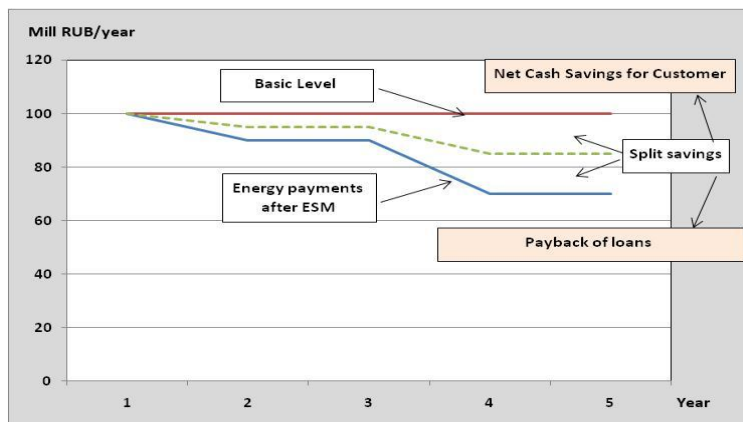 Mill RUB/year
120
100
80
60
40
20
0
Net Cash Savings for Customer
Basic Level
Split savings
Energy payments
after ESM
Payback of loans
1 2 3 4 5 Year